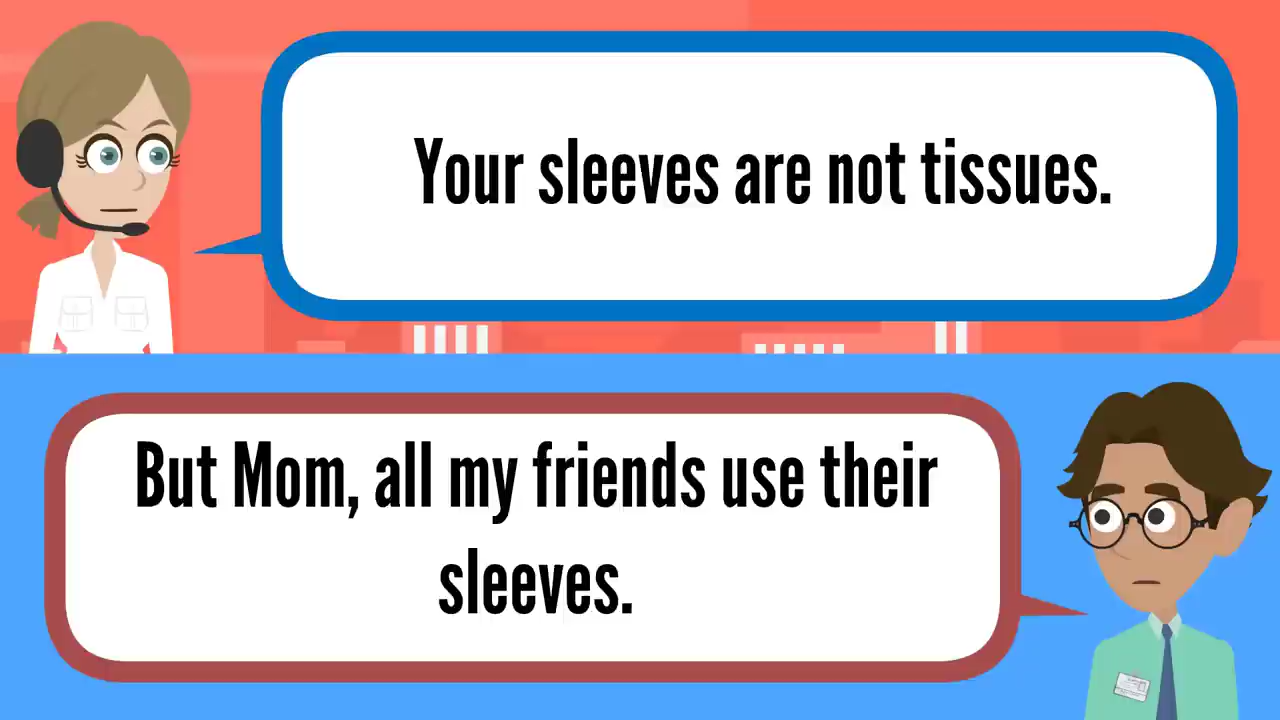 Your sleeves are not tissues.
But Mom, all my friends use their
sleeves.